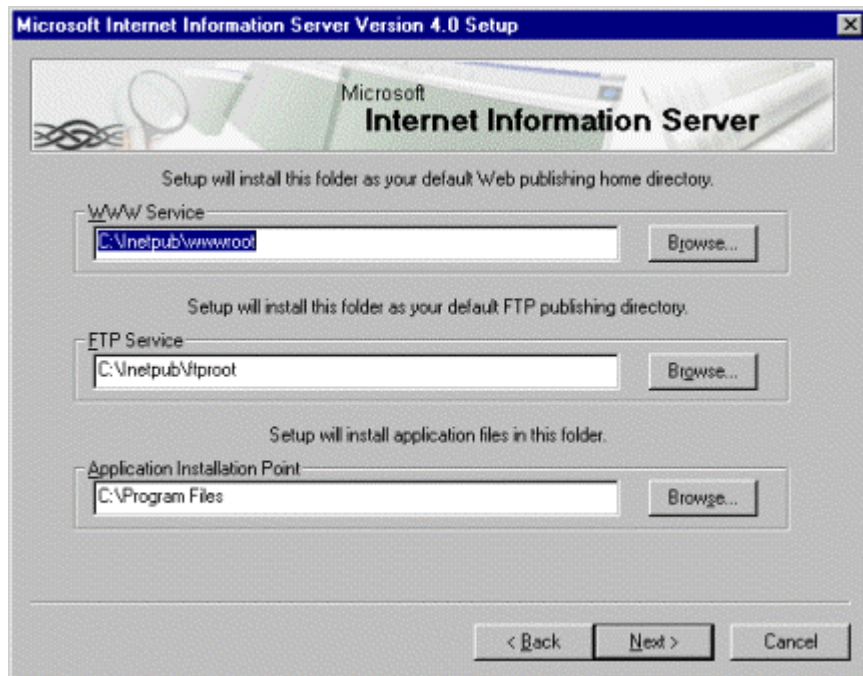 Microsoft Internet Information Server Version 4.0 Setup
Microsoft
Internet Information Server
Setup will install this folder as your default Web publishing home directory.
WWW Service
C:\Inetpub\wwwroot
Browse...
Setup will install this folder as your default FTP publishing directory.
FTP Service
C:\Inetpub\ftproot
Browse...
Setup will install application files in this folder.
Application Installation Point
C:\Program Files
Browse...
< Back
Next >
Cancel